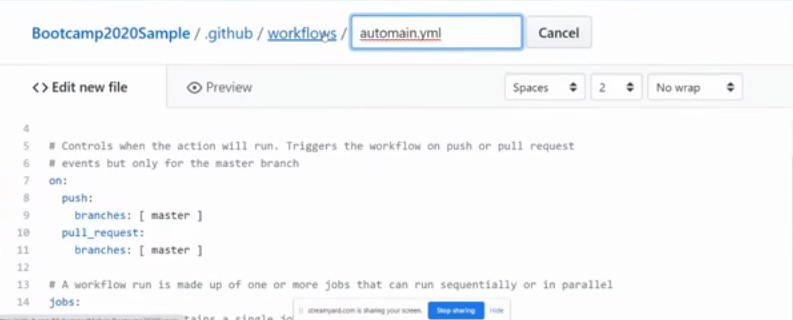 Bootcamp2020Sample / .github / workflows / automain.yml Cancel
<> Edit new file Preview Spaces 2 No wrap
4
5 # Controls when the action will run. Triggers the workflow on push or pull request
6 # events but only for the master branch
7 on:
8 push:
9 branches: [ master ]
10 pull_request:
11 branches: [ master ]
12
13 # A workflow run is made up of one or more jobs that can run sequentially or in parallel
14 jobs:
streamyard.com is sharing your screen. Stop sharing Hide
tains a single jo